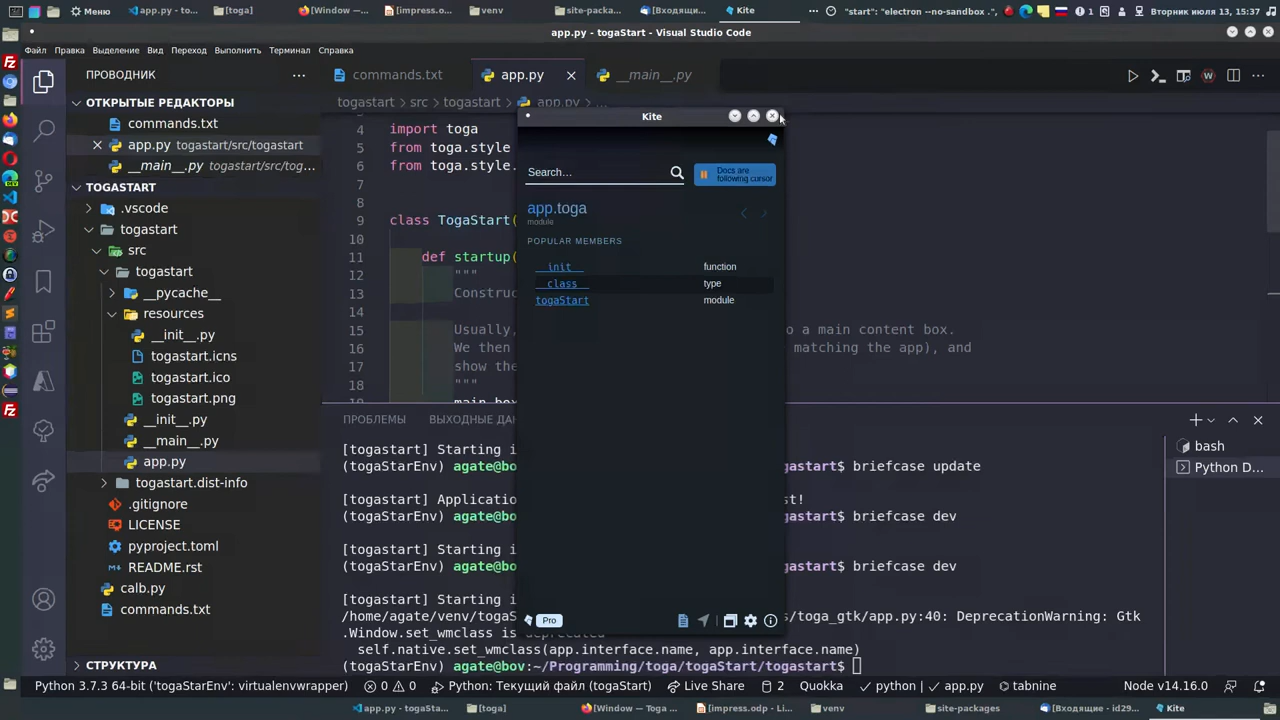 Меню
app.py - to...
[toga]
[Window —...
[impress.o...
venv
site-packa...
[Входящи...
Kite
"start": "electron --no-sandbox .",
1
Вторник июля 13, 15:37
app.py - togaStart - Visual Studio Code
Файл Правка Выделение Вид Переход Выполнить Терминал Справка
ПРОВОДНИК
commands.txt
app.py
__main__.py
ОТКРЫТЫЕ РЕДАКТОРЫ
commands.txt
app.py togastart/src/togastart
__main__.py togastart/src/tog...
TOGASTART
.vscode
togastart
src
togastart
__pycache__
resources
__init__.py
togastart.icns
togastart.ico
togastart.png
__init__.py
__main__.py
app.py
togastart.dist-info
.gitignore
LICENSE
pyproject.toml
README.rst
calb.py
commands.txt
СТРУКТУРА
togastart > src > togastart > app.py > ...
4 import toga
5 from toga.style
6 from toga.style.
7
8
9 class TogaStart(
10
11 def startup(
12 """
13 Construc
14
15 Usually, o a main content box.
16 We then matching the app), and
17 show the
18 """
main_box
Kite
Search...
Docs are
following cursor
app.toga
module
POPULAR MEMBERS
__init__ function
__class__ type
togaStart module
Pro
ПРОБЛЕМЫ ВЫХОДНЫЕ ДАН
bash
Python D...
[togastart] Starting i
(togaStarEnv) agate@bo gastart$ briefcase update
[togastart] Applicatio st!
(togaStarEnv) agate@bo gastart$ briefcase dev
[togastart] Starting i
(togaStarEnv) agate@bo gastart$ briefcase dev
[togastart] Starting i
/home/agate/venv/togaS s/toga_gtk/app.py:40: DeprecationWarning: Gtk
.Window.set_wmclass is deprecated
self.native.set_wmclass(app.interface.name, app.interface.name)
(togaStarEnv) agate@bov:~/Programming/toga/togaStart/togastart$
Python 3.7.3 64-bit ('togaStarEnv': virtualenvwrapper) 0 0 Python: Текущий файл (togaStart) Live Share 2 Quokka python | app.py tabnine Node v14.16.0
app.py - togaSta...
[toga]
[Window — Toga ...
[impress.odp - Li...
venv
site-packages
[Входящие - id29...
Kite